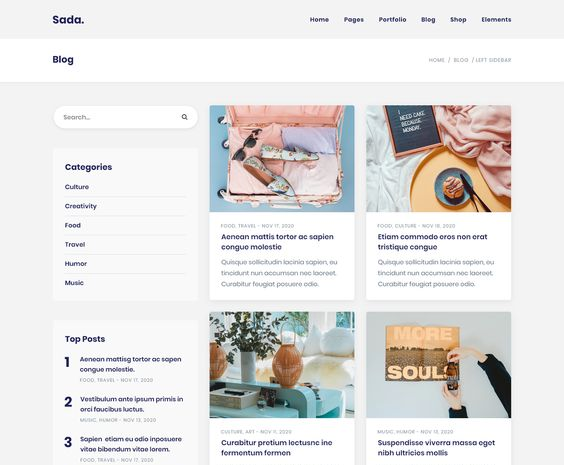 Sada.
Home Pages Portfolio Blog Shop Elements
Blog
HOME / BLOG / LEFT SIDEBAR
Search...
Categories
Culture
Creativity
Food
Travel
Humor
Music
Top Posts
1 Aenean mattisg tortor ac sapen
congue molestie.
FOOD, TRAVEL - NOV 17, 2020
2 Vestibulum ante ipsum primis in
orci faucibus luctus.
MUSIC, HUMOR - NOV 13, 2020
3 Sapien etiam eu odio inposuere
vitae bibendum vitae lorem.
FOOD, TRAVEL - NOV 17, 2020
FOOD, TRAVEL - NOV 17, 2020
Aenean mattis tortor ac sapien
congue molestie
Quisque sollicitudin lacinia sapien, eu
tincidunt nun accumsan nec laoreet.
Curabitur feugiat posuere odio.
I NEED CAKE
BECAUSE
MONDAY.
FOOD, CULTURE - NOV 15, 2020
Etiam commodo eros non erat
tristique congue
Quisque sollicitudin lacinia sapien, eu
tincidunt nun accumsan nec laoreet.
Curabitur feugiat posuere odio.
CULTURE, ART - NOV 11, 2020
Curabitur pretium lectusnc ine
fermentum formen
MORE
SOUL
MUSIC, HUMOR - NOV 13, 2020
Suspendisse viverra massa eget
nibh ultricies mollis